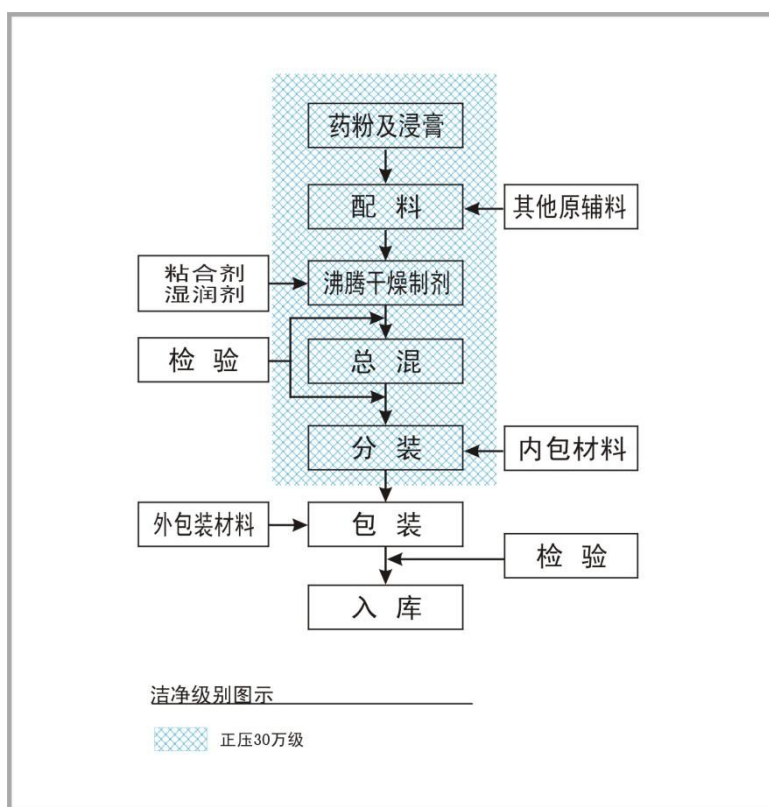 药粉及浸膏
配料
其他原辅料
粘合剂
湿润剂
沸腾干燥制剂
检验
总混
分装
内包材料
外包装材料
包装
检验
入库
洁净级别图示
正压30万级